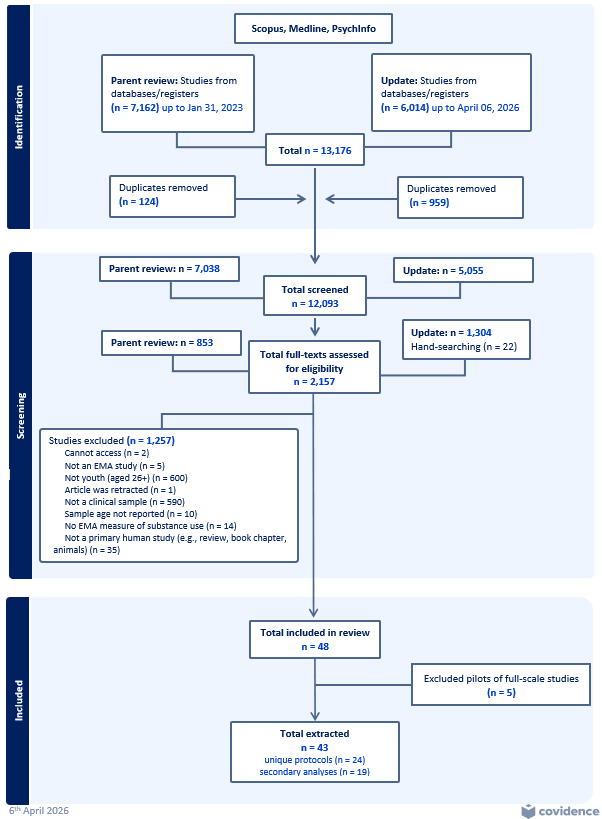 Identification
Scopus, Medline, PsychInfo
Parent review: Studies from
databases/registers
(n = 7,162) up to Jan 31, 2023
Update: Studies from
databases/registers
(n = 6,014) up to April 06, 2026
Total n = 13,176
Duplicates removed
(n = 124)
Duplicates removed
(n = 959)
Screening
Parent review: n = 7,038
Update: n = 5,055
Total screened
n = 12,093
Parent review: n = 853
Update: n = 1,304
Hand-searching (n = 22)
Total full-texts assessed
for eligibility
n = 2,157
Studies excluded (n = 1,257)
Cannot access (n = 2)
Not an EMA study (n = 5)
Not youth (aged 26+) (n = 600)
Article was retracted (n = 1)
Not a clinical sample (n = 590)
Sample age not reported (n = 10)
No EMA measure of substance use (n = 14)
Not a primary human study (e.g., review, book chapter,
animals) (n = 35)
Included
Total included in review
n = 48
Excluded pilots of full-scale studies
(n = 5)
Total extracted
n = 43
unique protocols (n = 24)
secondary analyses (n = 19)
6th April 2026
covidence